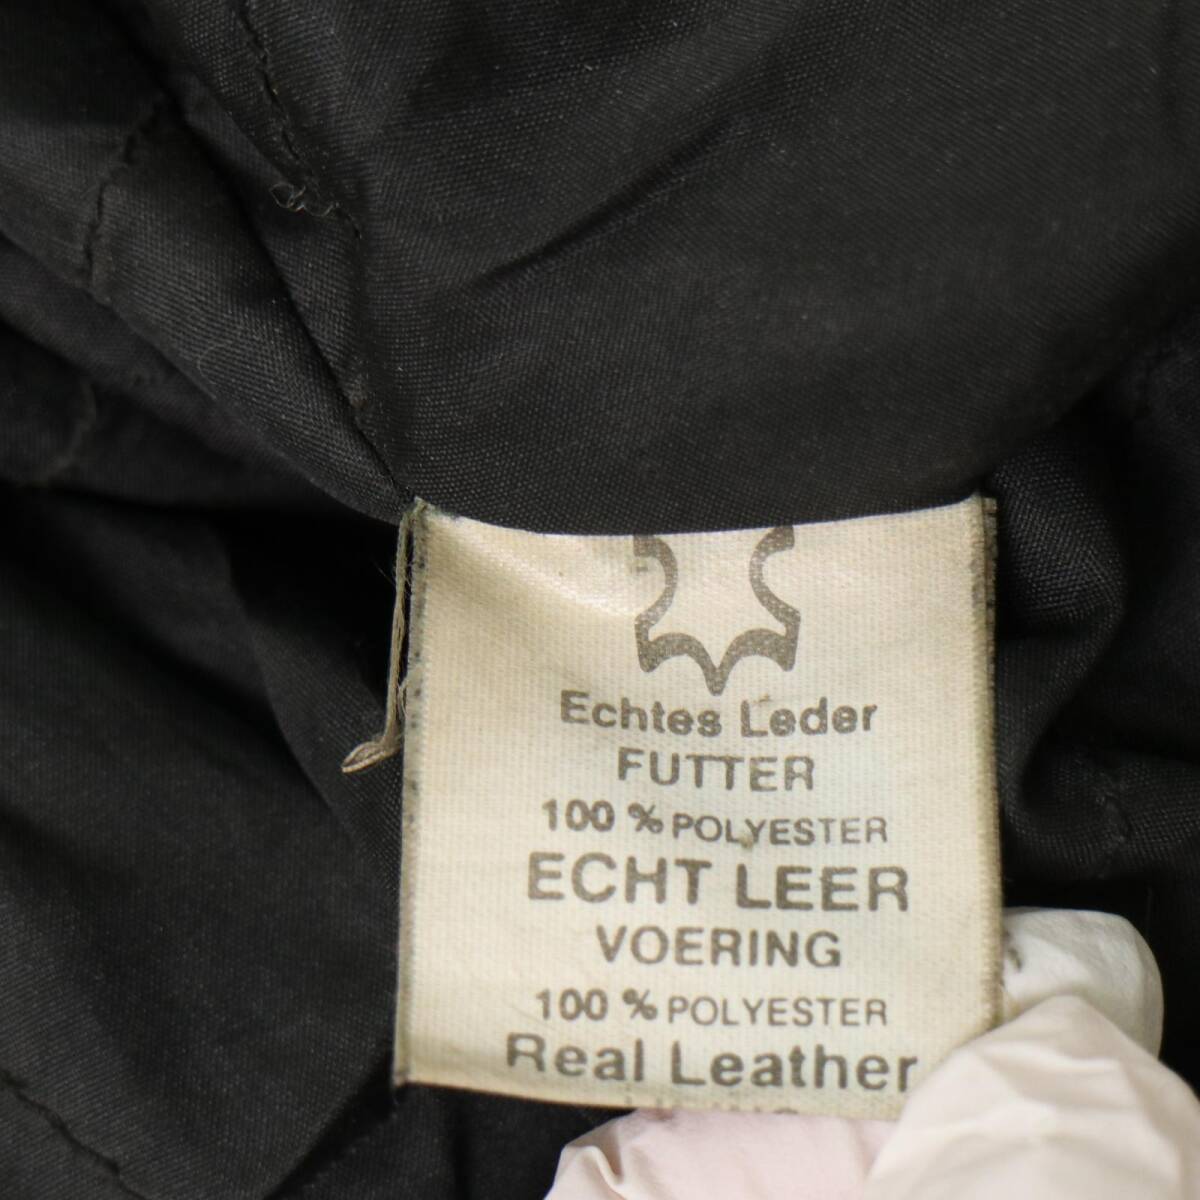 Echtes Leder
FUTTER
100 % POLYESTER
ECHT LEER
VOERING
100 % POLYESTER
Real Leather